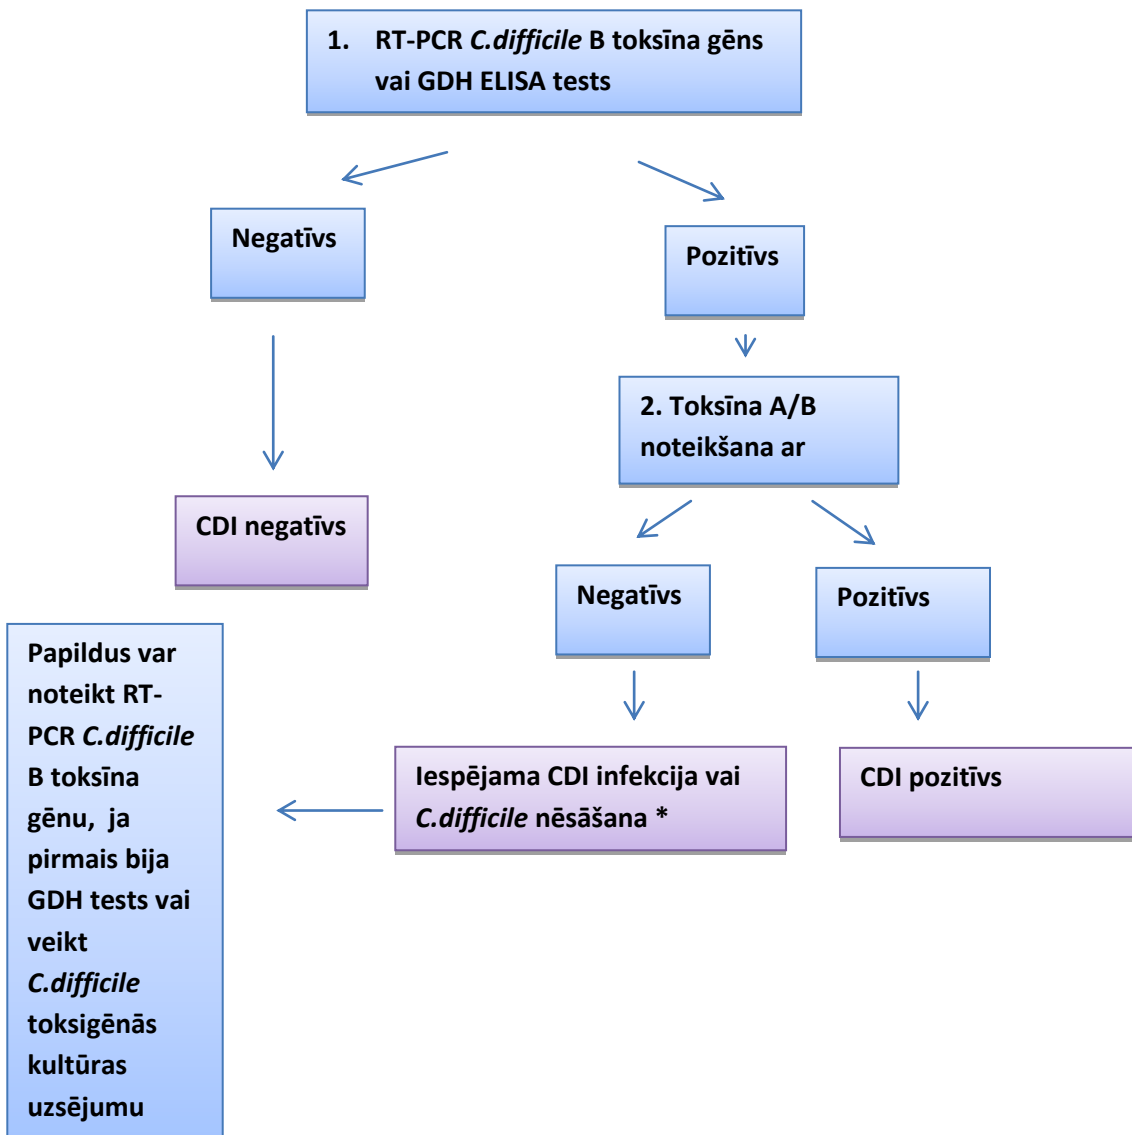 1. RT-PCR C.difficile B toksīna gēns
vai GDH ELISA tests
Negatīvs
Pozitīvs
2. Toksīna A/B
noteikšana ar
CDI negatīvs
Negatīvs
Pozitīvs
Papildus var
noteikt RT-
PCR C.difficile
B toksīna
gēnu, ja
pirmais bija
GDH tests vai
veikt
C.difficile
toksigēnās
kultūras
uzsējumu
Iespējama CDI infekcija vai
C.difficile nēsāšana *
CDI pozitīvs